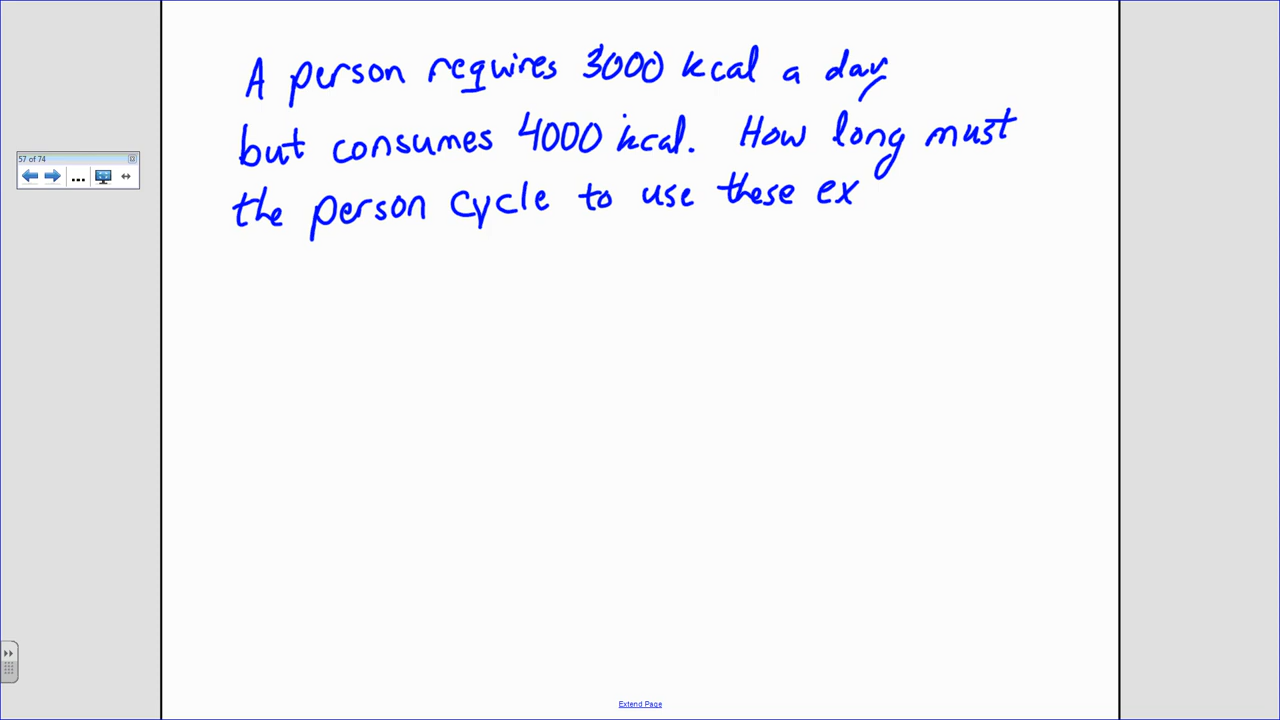 A person requires 3000 kcal a day
but consumes 4000 kcal. How long must
the person cycle to use these ex
57 of 74
...
Extend Page